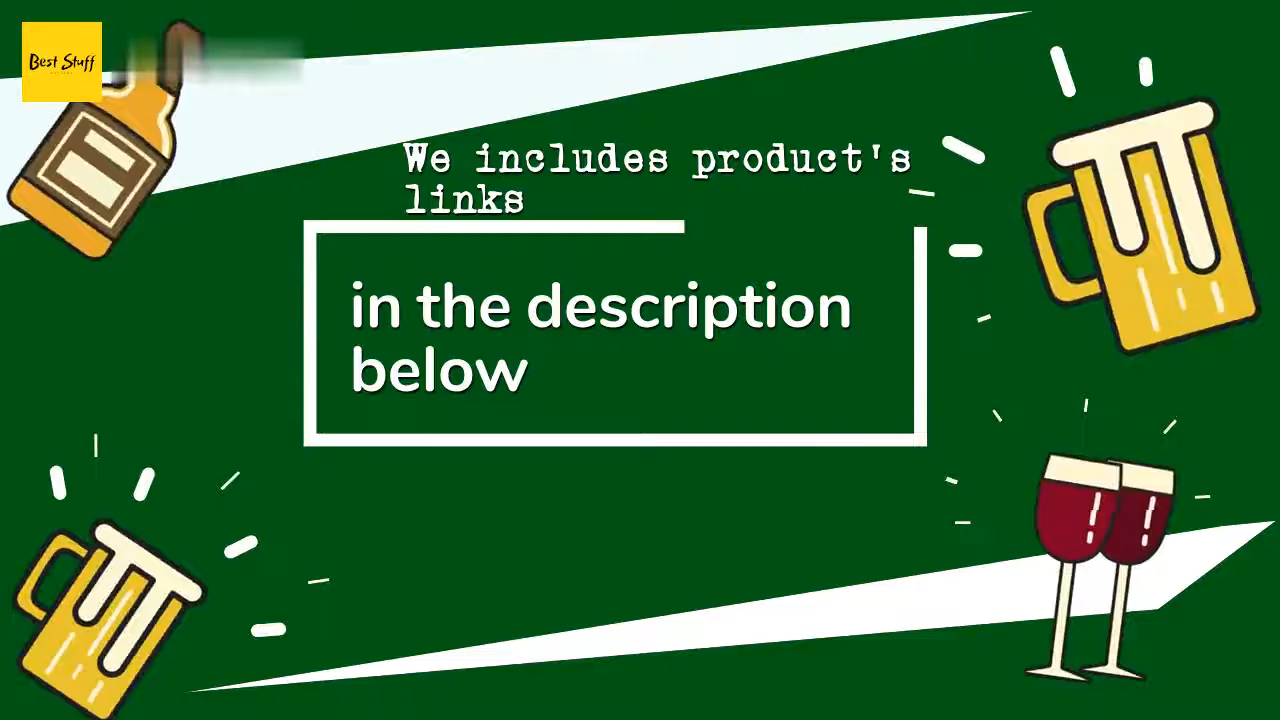 Best Stuff
We includes product's
links
in the description
below